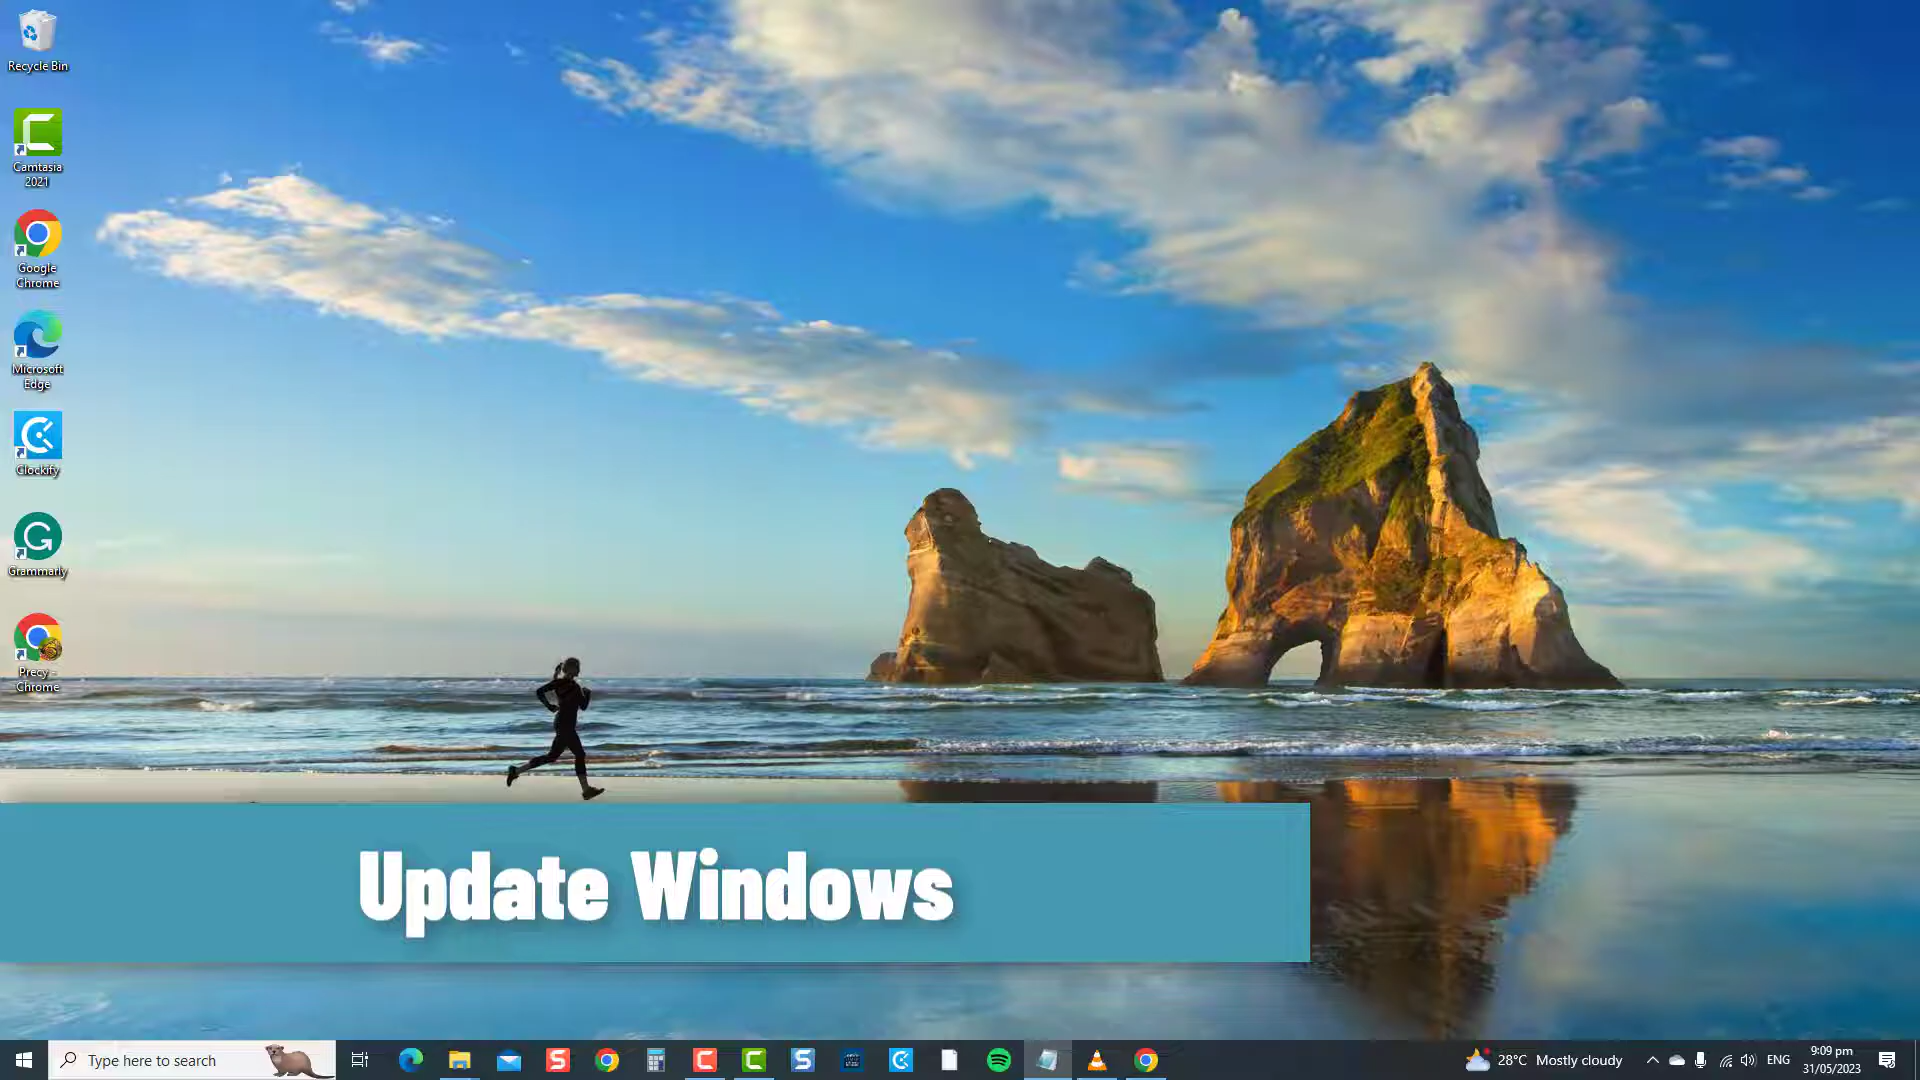 Recycle Bin
Camtasia
2021
Google
Chrome
Microsoft
Edge
Clockify
Grammarly
Precy -
Chrome
Update Windows
Type here to search
28°C Mostly cloudy
ENG
9:09 pm
31/05/2023